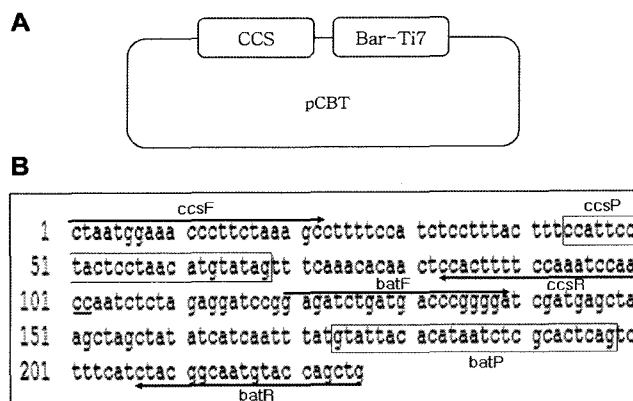 A
CCS
Bar-Ti7
pCBT
B
ccsF
ccsP
1 ctaatggaaa cccttctaaa gccttttcca tctcctttac tttccattcc
51 tactcctaac atgtatagtt tcaaacacaa ctccactttt ccaaatccaa
batF
ccsR
101 ccaatctcta gaggatccgg agatctgatg acccggggat cgatgagcta
151 agctagctat atcatcaatt tatgtattac acataatctc gcactcagtc
batP
201 tttcatctac ggcaatgtac cagctg
batR